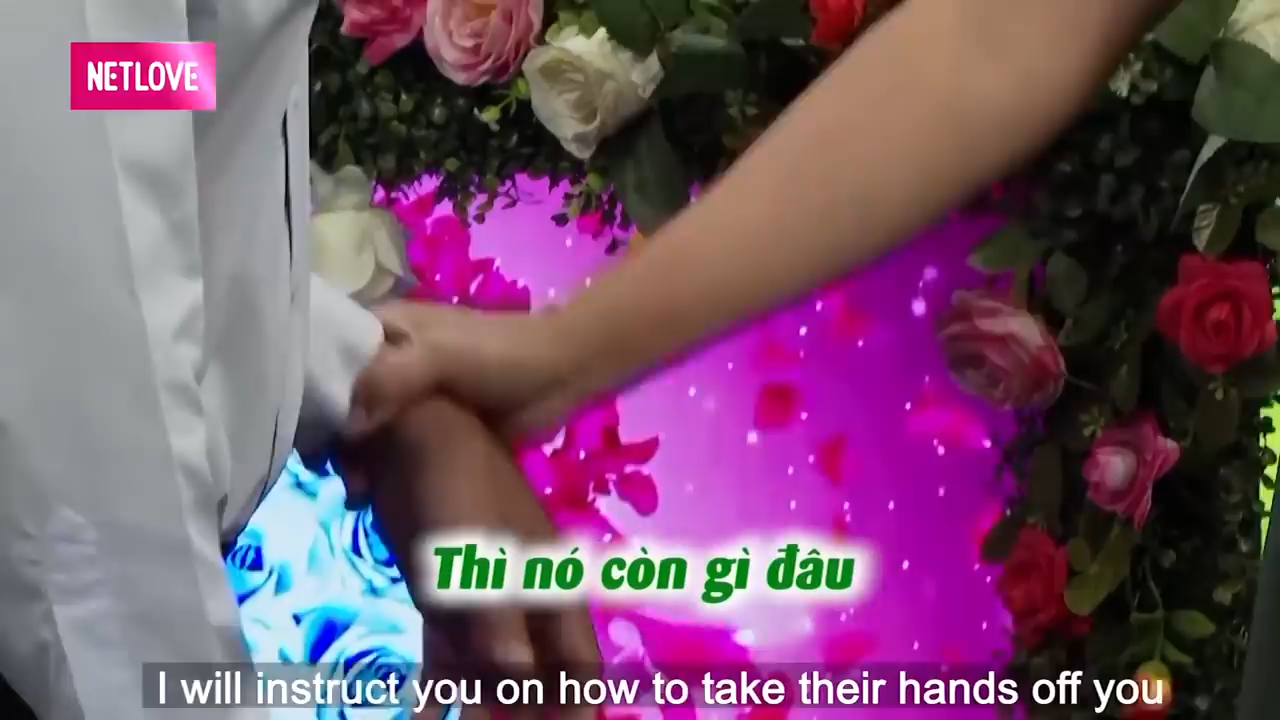 NETLOVE
Thì nó còn gì đâu
I will instruct you on how to take their hands off you